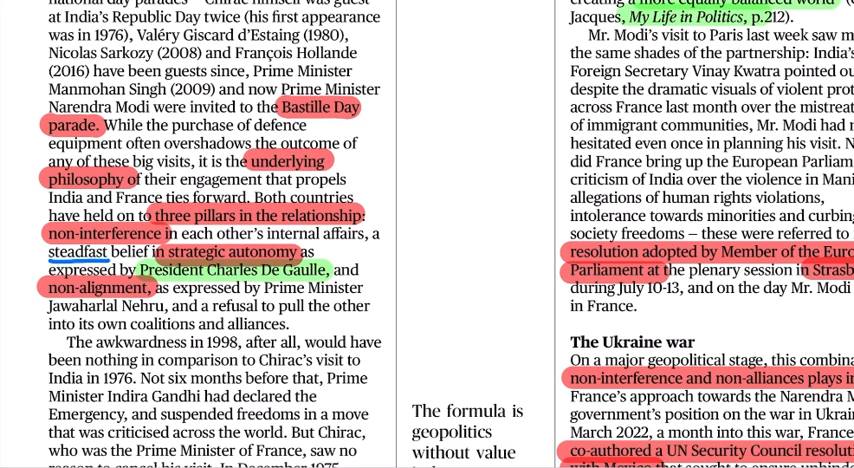 national day parades – Chirac himself was guest
at India's Republic Day twice (his first appearance
was in 1976), Valéry Giscard d'Estaing (1980),
Nicolas Sarkozy (2008) and François Hollande
(2016) have been guests since, Prime Minister
Manmohan Singh (2009) and now Prime Minister
Narendra Modi were invited to the Bastille Day
parade. While the purchase of defence
equipment often overshadows the outcome of
any of these big visits, it is the underlying
philosophy of their engagement that propels
India and France ties forward. Both countries
have held on to three pillars in the relationship:
non-interference in each other's internal affairs, a
steadfast belief in strategic autonomy as
expressed by President Charles De Gaulle, and
non-alignment, as expressed by Prime Minister
Jawaharlal Nehru, and a refusal to pull the other
into its own coalitions and alliances.
The awkwardness in 1998, after all, would have
been nothing in comparison to Chirac's visit to
India in 1976. Not six months before that, Prime
Minister Indira Gandhi had declared the
Emergency, and suspended freedoms in a move
that was criticised across the world. But Chirac,
who was the Prime Minister of France, saw no
reason to cancel his visit. In December 1975,
The formula is
geopolitics
without value
creating a more equally balanced world
Jacques, My Life in Politics, p.212).
Mr. Modi's visit to Paris last week saw
the same shades of the partnership: India's
Foreign Secretary Vinay Kwatra pointed
despite the dramatic visuals of violent
across France last month over the
of immigrant communities, Mr. Modi had
hesitated even once in planning his visit.
did France bring up the European
criticism of India over the violence in
allegations of human rights violations,
intolerance towards minorities and
society freedoms – these were referred to
resolution adopted by Member of the
Parliament at the plenary session in
during July 10-13, and on the day Mr. Modi
in France.
The Ukraine war
On a major geopolitical stage, this
non-interference and non-alliances plays
France's approach towards the Narendra
government's position on the war in
March 2022, a month into this war, France
co-authored a UN Security Council
with Mexico that sought to ensure